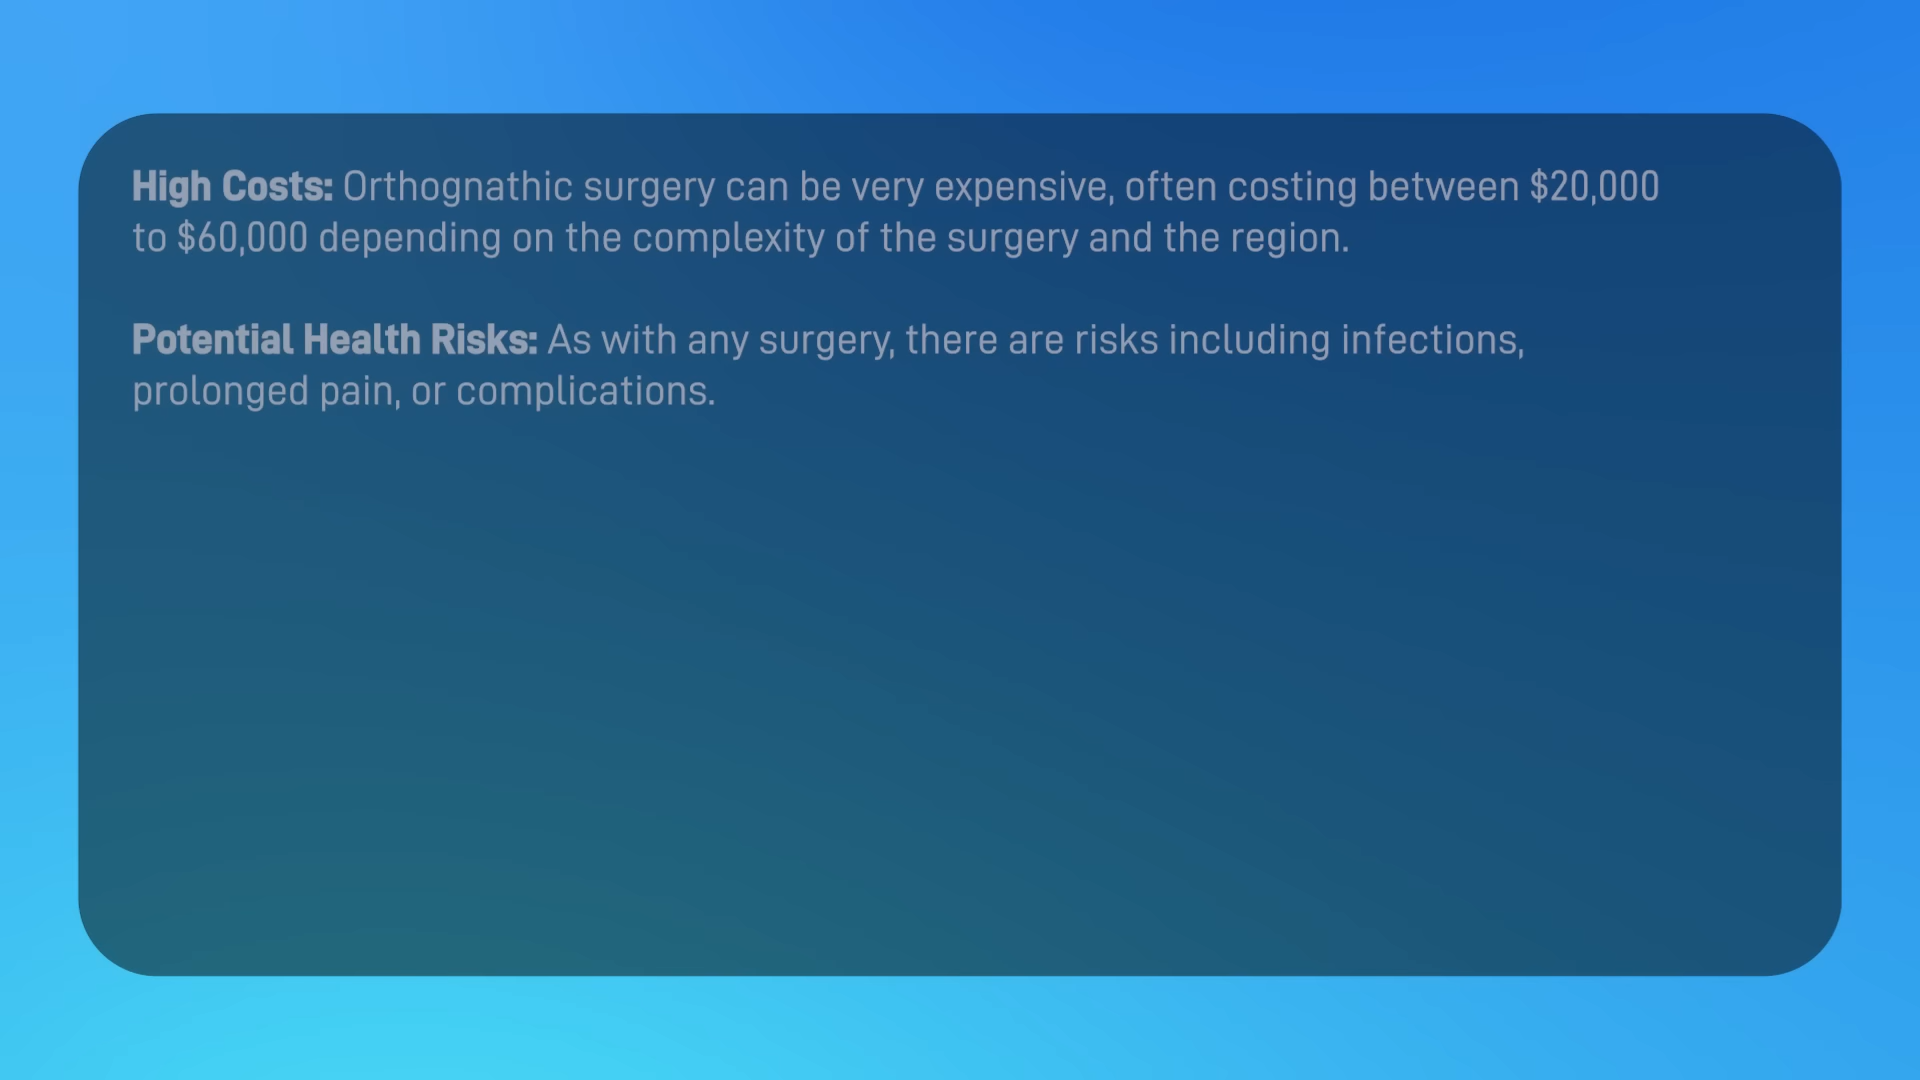 High Costs: Orthognathic surgery can be very expensive, often costing between $20,000
to $60,000 depending on the complexity of the surgery and the region.
Potential Health Risks: As with any surgery, there are risks including infections,
prolonged pain, or complications.